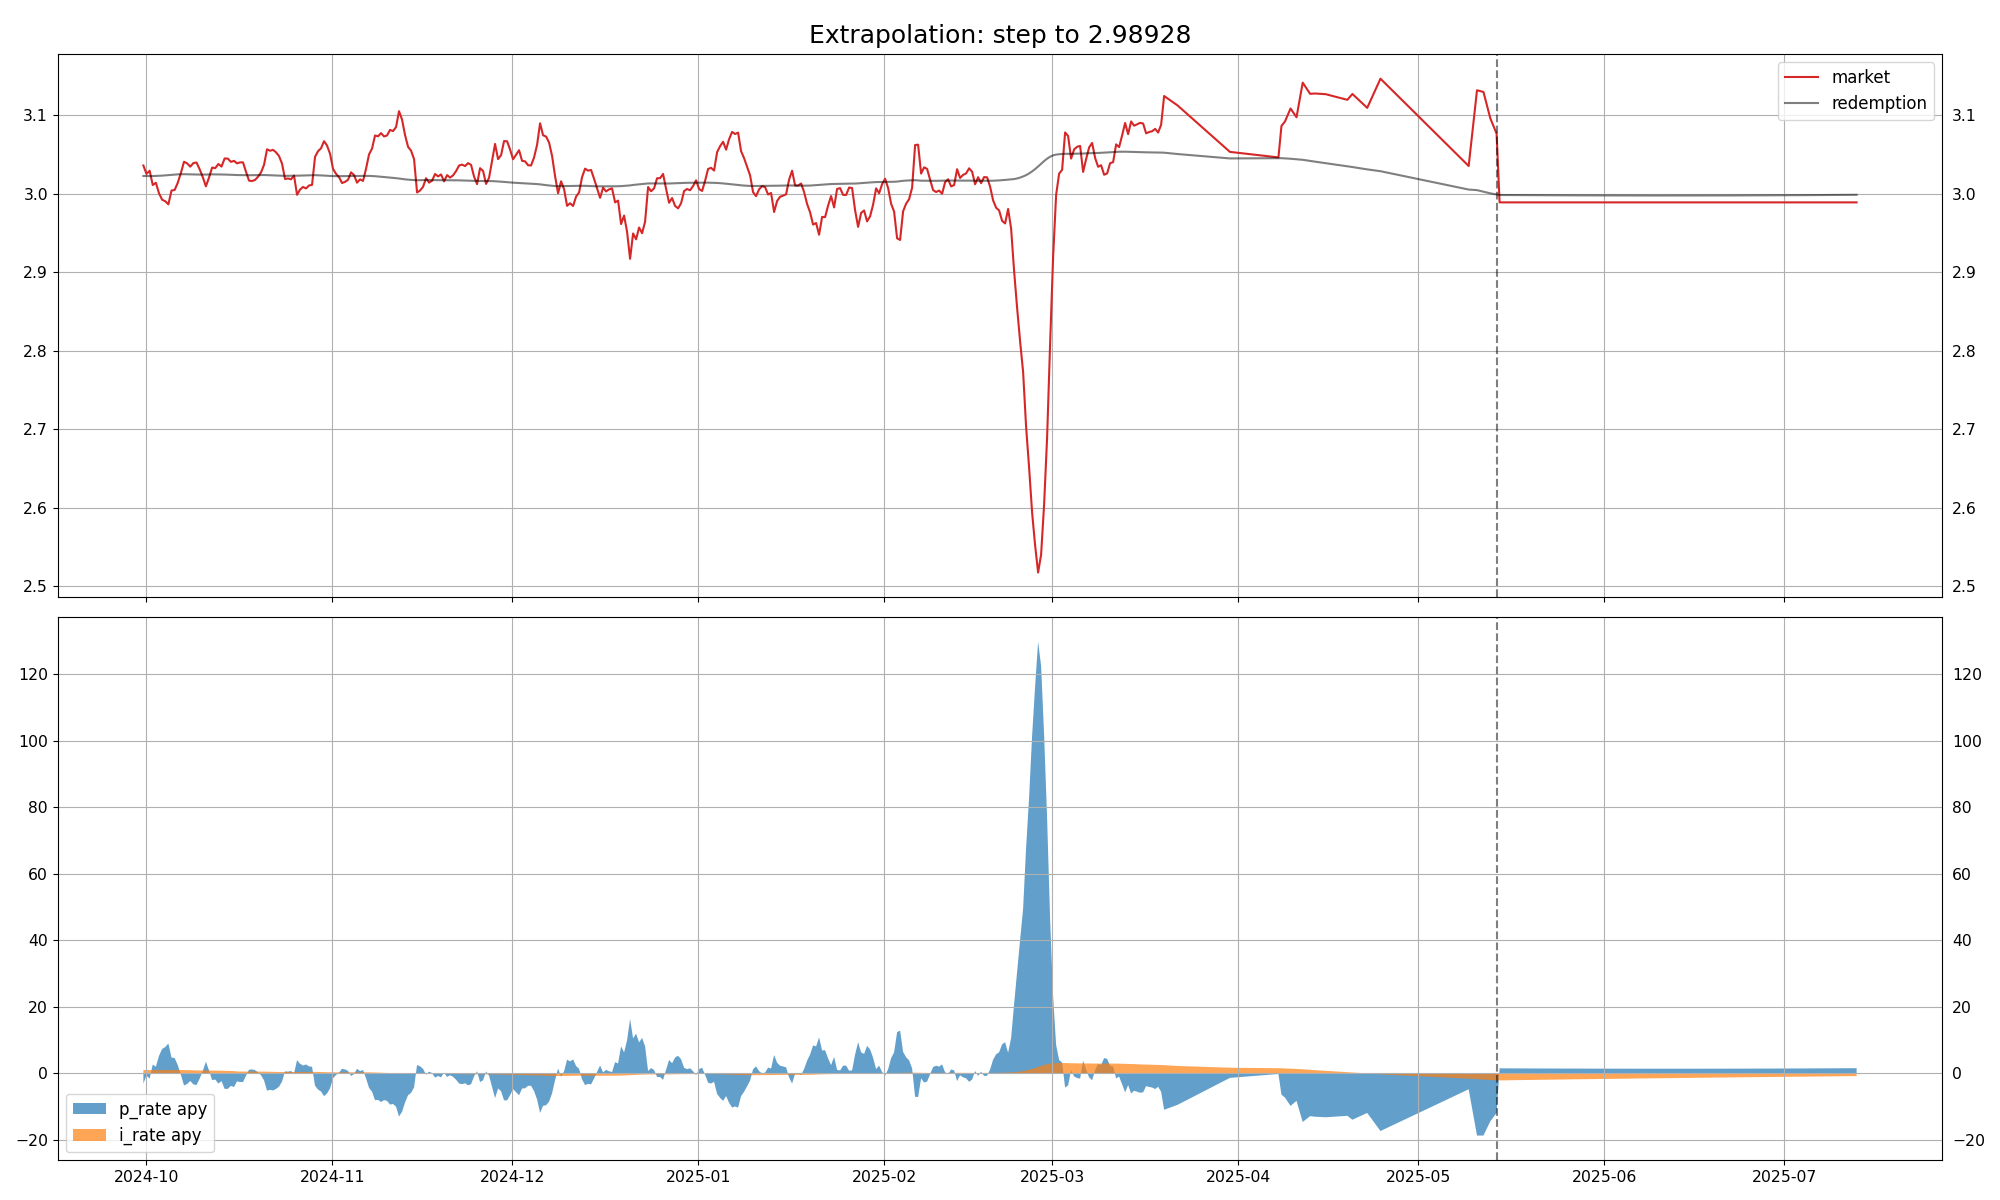 Extrapolation: step to 2.98928
market
redemption
3.1 3.1
3.0 3.0
2.9 2.9
2.8 2.8
2.7 2.7
2.6 2.6
2.5 2.5
120 120
100 100
80 80
60 60
40 40
20 20
0 0
−20 −20
p_rate apy
i_rate apy
2024-10 2024-11 2024-12 2025-01 2025-02 2025-03 2025-04 2025-05 2025-06 2025-07